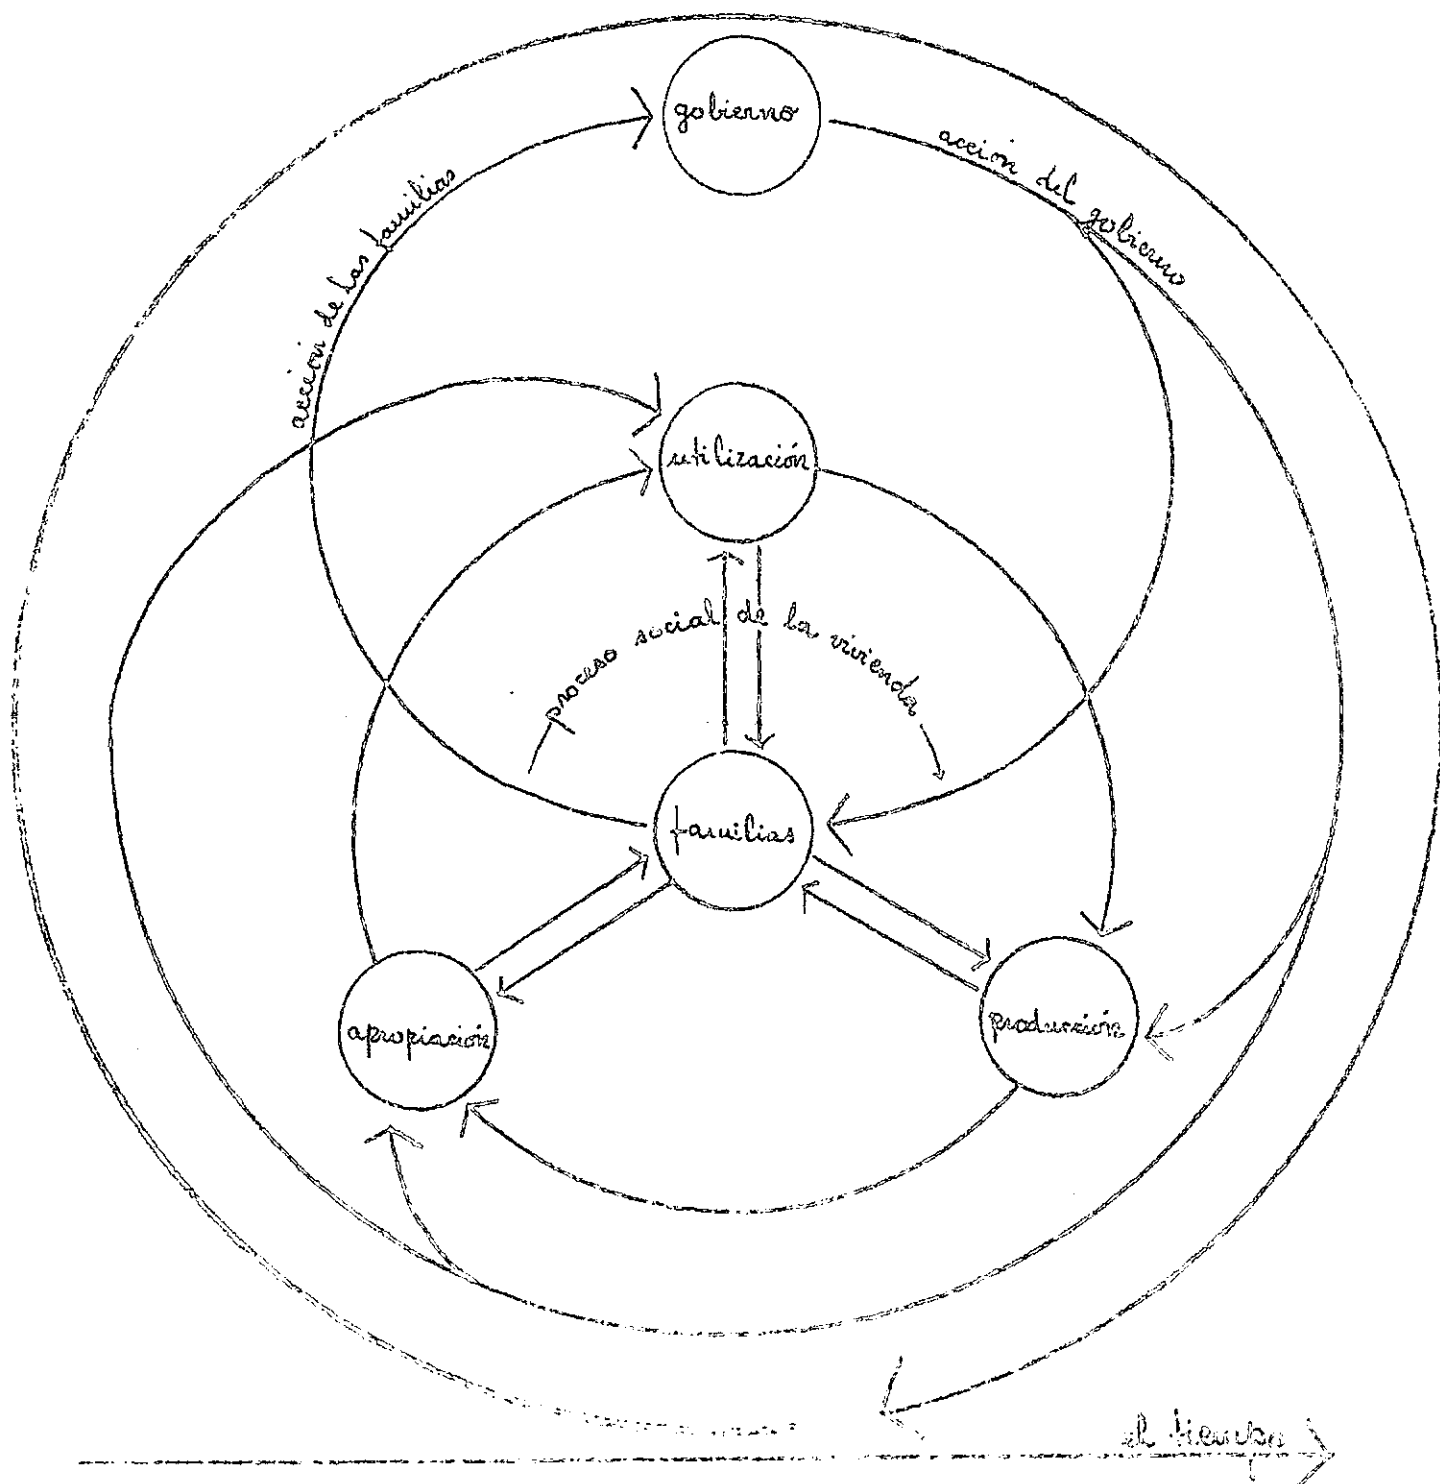 gobierno
acción del gobierno
acción de las familias
utilización
proceso social de la vivienda
familias
apropiación
producción
el tiempo